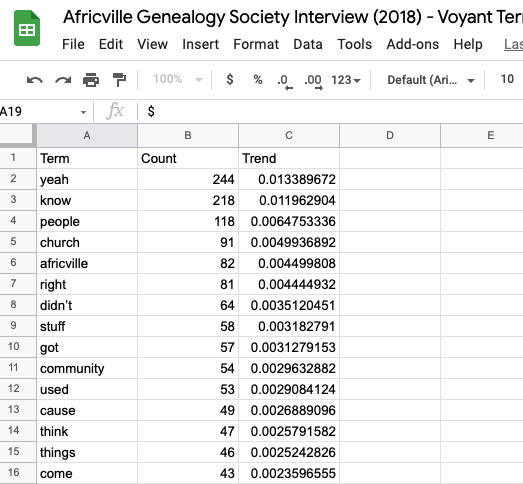 Africville Genealogy Society Interview (2018) - Voyant Ter
File Edit View Insert Format Data Tools Add-ons Help Las
100% $ % .0 .00 123 Default (Ari... 10
A19 fx $
A B C D E
1 Term Count Trend
2 yeah 244 0.013389672
3 know 218 0.011962904
4 people 118 0.0064753336
5 church 91 0.0049936892
6 africville 82 0.004499808
7 right 81 0.004444932
8 didn't 64 0.0035120451
9 stuff 58 0.003182791
10 got 57 0.0031279153
11 community 54 0.0029632882
12 used 53 0.0029084124
13 cause 49 0.0026889096
14 think 47 0.0025791582
15 things 46 0.0025242826
16 come 43 0.0023596555